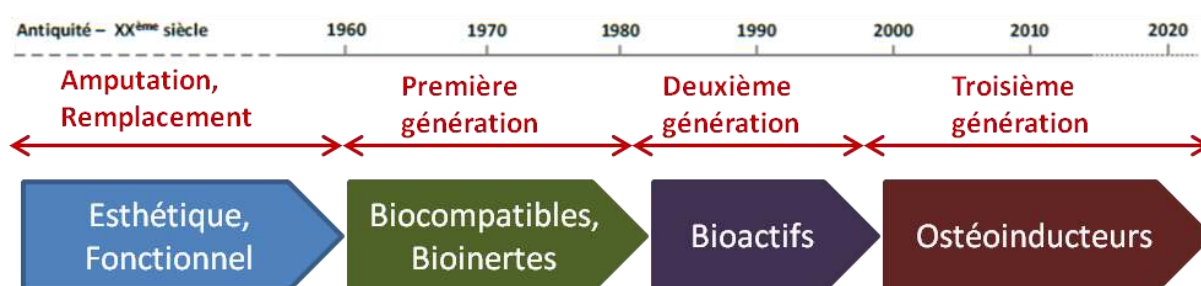 Antiquité – XXème siècle 1960 1970 1980 1990 2000 2010 2020
Amputation,
Remplacement
Première
génération
Deuxième
génération
Troisième
génération
Esthétique,
Fonctionnel
Biocompatibles,
Bioinertes
Bioactifs
Ostéoinducteurs